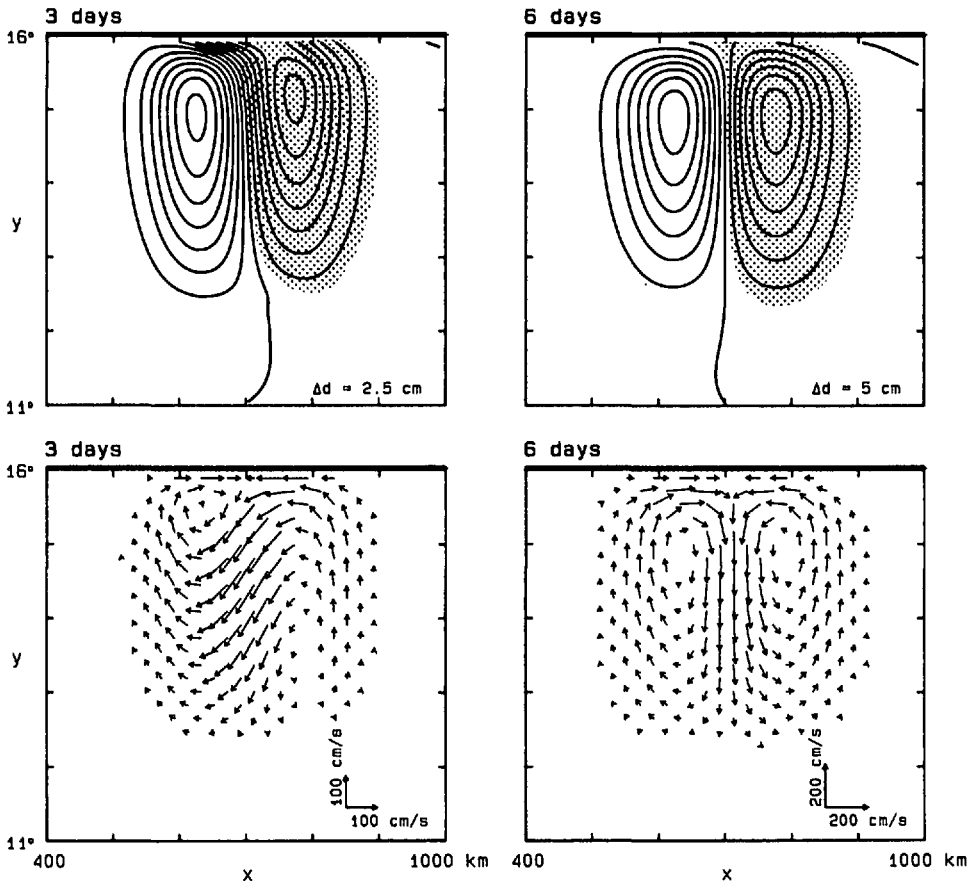 3 days
6 days
16°
16°
y
11°
Δd = 2.5 cm
Δd = 5 cm
3 days
6 days
16°
y
100 cm/s
100 cm/s
200 cm/s
200 cm/s
11°
400
1000 km
400
1000 km
x
x